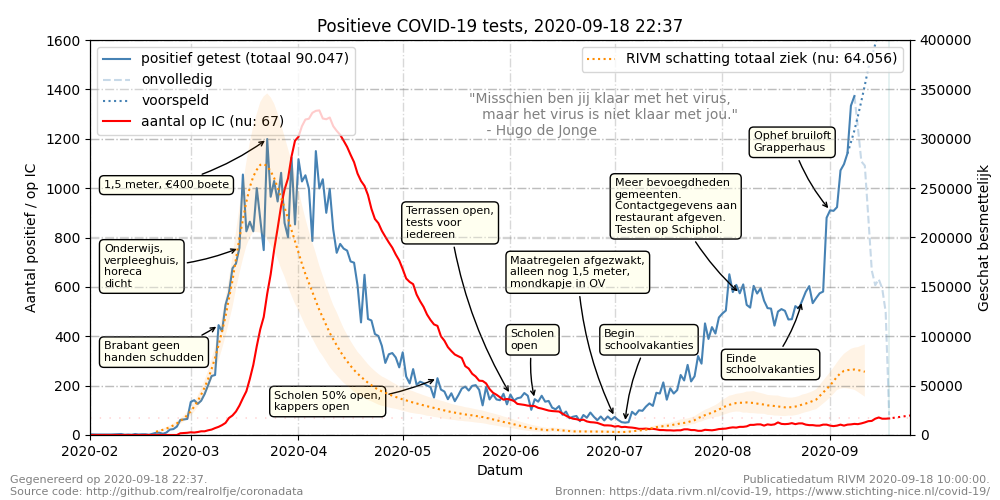 Positieve COVID-19 tests, 2020-09-18 22:37
positief getest (totaal 90.047)
onvolledig
voorspeld
aantal op IC (nu: 67)
RIVM schatting totaal ziek (nu: 64.056)
"Misschien ben jij klaar met het virus,
maar het virus is niet klaar met jou."
- Hugo de Jonge
1600
1400
1200
1000
800
600
400
200
0
Aantal positief / op IC
400000
350000
300000
250000
200000
150000
100000
50000
0
Geschat besmettelijk
1,5 meter, €400 boete
Onderwijs,
verpleeghuis,
horeca
dicht
Brabant geen
handen schudden
Scholen 50% open,
kappers open
Terrassen open,
tests voor
iedereen
Maatregelen afgezwakt,
alleen nog 1,5 meter,
mondkapje in OV
Scholen
open
Begin
schoolvakanties
Meer bevoegdheden
gemeenten.
Contactgegevens aan
restaurant afgeven.
Testen op Schiphol.
Ophef bruiloft
Grapperhaus
Einde
schoolvakanties
2020-02 2020-03 2020-04 2020-05 2020-06 2020-07 2020-08 2020-09
Datum
Gegenereerd op 2020-09-18 22:37.
Source code: http://github.com/realrolfje/coronadata
Publicatiedatum RIVM 2020-09-18 10:00:00.
Bronnen: https://data.rivm.nl/covid-19, https://www.stichting-nice.nl/covid-19/